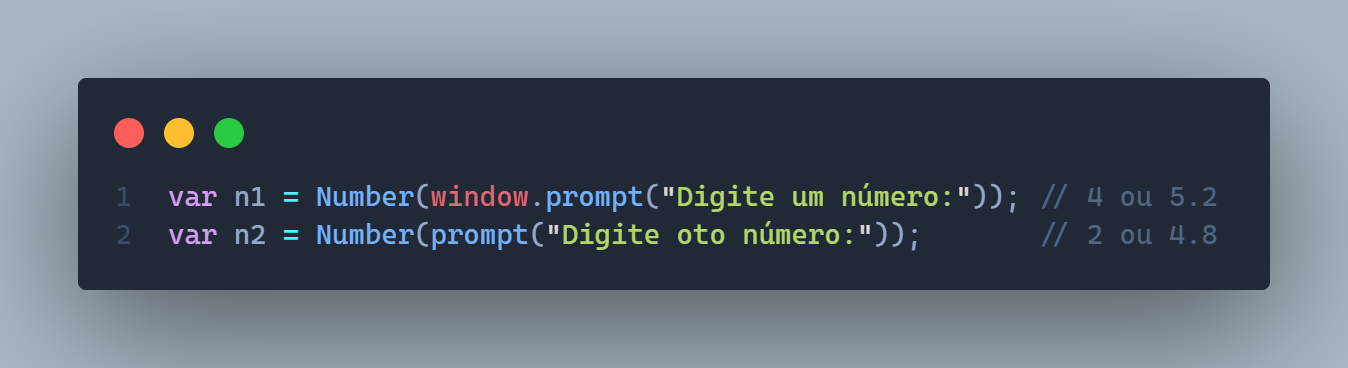 1 var n1 = Number(window.prompt("Digite um número:")); // 4 ou 5.2
2 var n2 = Number(prompt("Digite oto número:")); // 2 ou 4.8